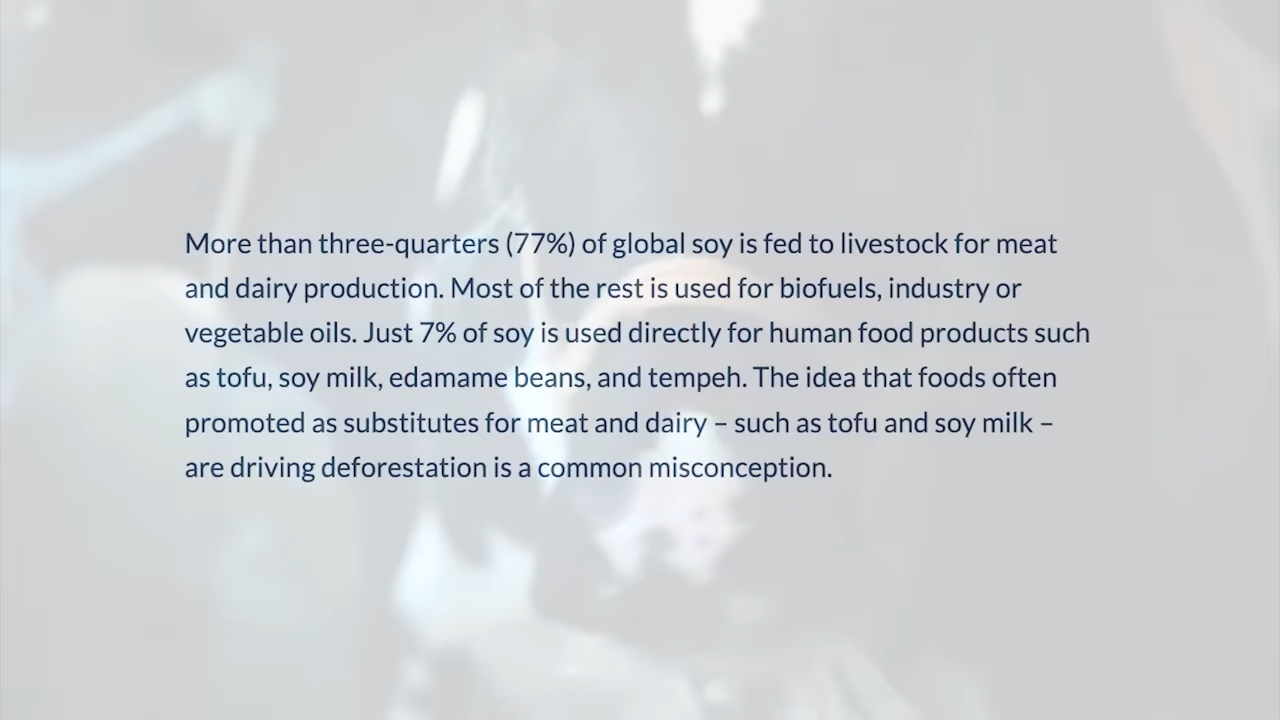 More than three-quarters (77%) of global soy is fed to livestock for meat
and dairy production. Most of the rest is used for biofuels, industry or
vegetable oils. Just 7% of soy is used directly for human food products such
as tofu, soy milk, edamame beans, and tempeh. The idea that foods often
promoted as substitutes for meat and dairy – such as tofu and soy milk –
are driving deforestation is a common misconception.